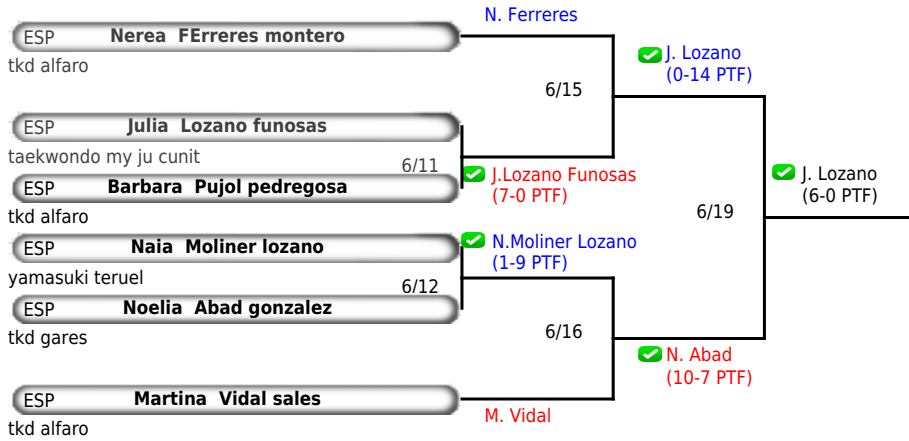 N. Ferreres
ESP Nerea FErreres montero
tkd alfaro
J. Lozano
(0-14 PTF)
6/15
ESP Julia Lozano funosas
taekwondo my ju cunit
6/11
J.Lozano Funosas
(7-0 PTF)
ESP Barbara Pujol pedregosa
tkd alfaro
J. Lozano
(6-0 PTF)
6/19
ESP Naia Moliner lozano
yamasuki teruel
N.Moliner Lozano
(1-9 PTF)
6/12
ESP Noelia Abad gonzalez
tkd gares
6/16
N. Abad
(10-7 PTF)
ESP Martina Vidal sales
tkd alfaro
M. Vidal